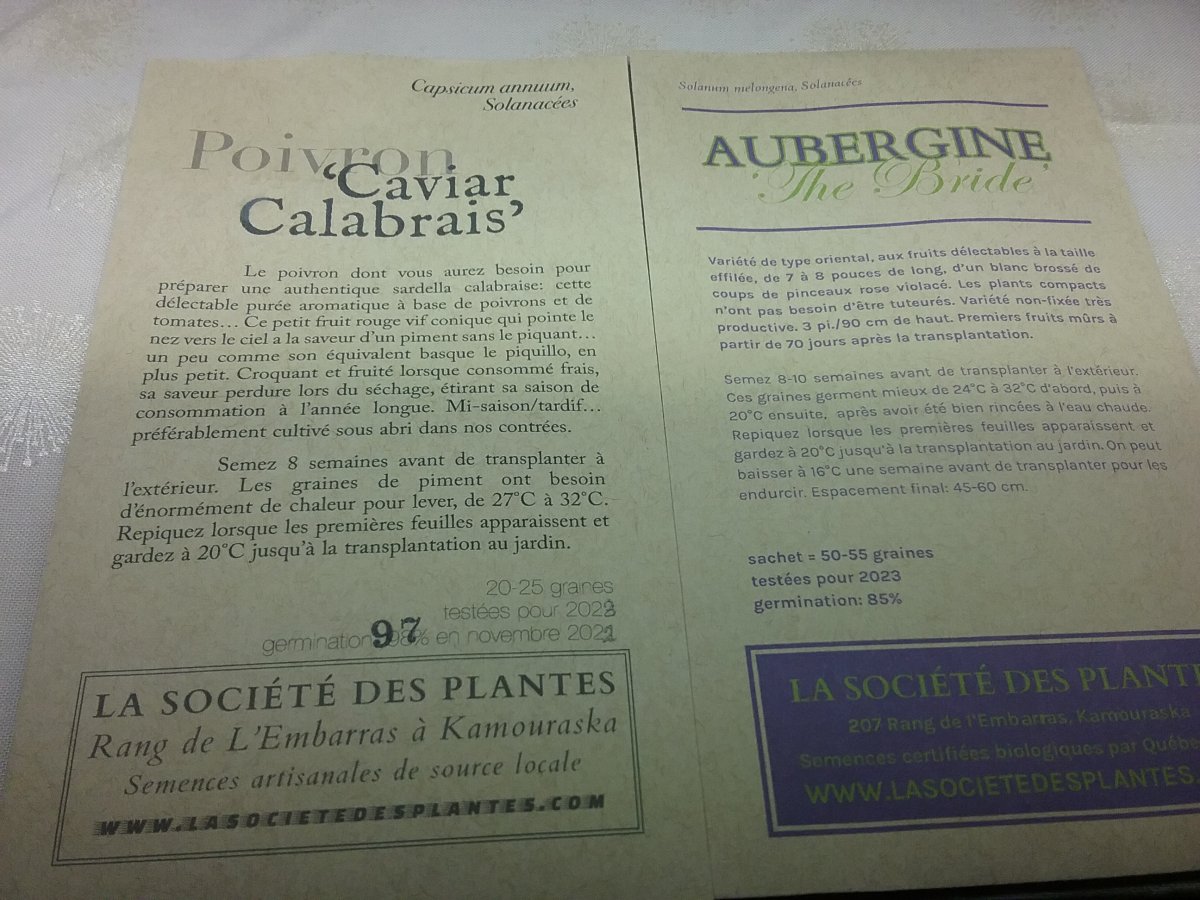 Capsicum annuum,
Solanacées
Poivron
‘Caviar
Calabrais’
Le poivron dont vous aurez besoin pour
préparer une authentique sardella calabraise: cette
délectable purée aromatique à base de poivrons et de
tomates... Ce petit fruit rouge vif conique qui pointe le
nez vers le ciel a la saveur d’un piment sans le piquant...
un peu comme son équivalent basque le piquillo, en
plus petit. Croquant et fruité lorsque consommé frais,
sa saveur perdure lors du séchage, étirant sa saison de
consommation à l’année longue. Mi-saison/tardif...
préférablement cultivé sous abri dans nos contrées.
Semez 8 semaines avant de transplanter à
l’extérieur. Les graines de piment ont besoin
d’énormément de chaleur pour lever, de 27°C à 32°C.
Repiquez lorsque les premières feuilles apparaissent et
gardez à 20°C jusqu’à la transplantation au jardin.
20-25 graines
testées pour
germination 97% en novembre
LA SOCIÉTÉ DES PLANTES
Rang de L’Embarras à Kamouraska
Semences artisanales de source locale
WWW.LASOCIETEDESPLANTES.COM
Solanum melongena, Solanacées
AUBERGINE
‘The Bride’
Variété de type oriental, aux fruits délectables à la taille
effilée, de 7 à 8 pouces de long, d’un blanc brossé de
coups de pinceaux rose violacé. Les plants compacts
n’ont pas besoin d’être tuteurés. Variété non-fixée très
productive. 3 pi./90 cm de haut. Premiers fruits mûrs à
partir de 70 jours après la transplantation.
Semez 8-10 semaines avant de transplanter à l’extérieur.
Ces graines germent mieux de 24°C à 32°C d’abord, puis à
20°C ensuite, après avoir été bien rincées à l’eau chaude.
Repiquez lorsque les premières feuilles apparaissent et
gardez à 20°C jusqu’à la transplantation au jardin. On peut
baisser à 16°C une semaine avant de transplanter pour les
endurcir. Espacement final: 45-60 cm.
sachet = 50-55 graines
testées pour 2023
germination: 85%
LA SOCIÉTÉ DES PLANTE
207 Rang de l’Embarras, Kamouraska
Semences certifiées biologiques par Québe
WWW.LASOCIETEDESPLANTES.